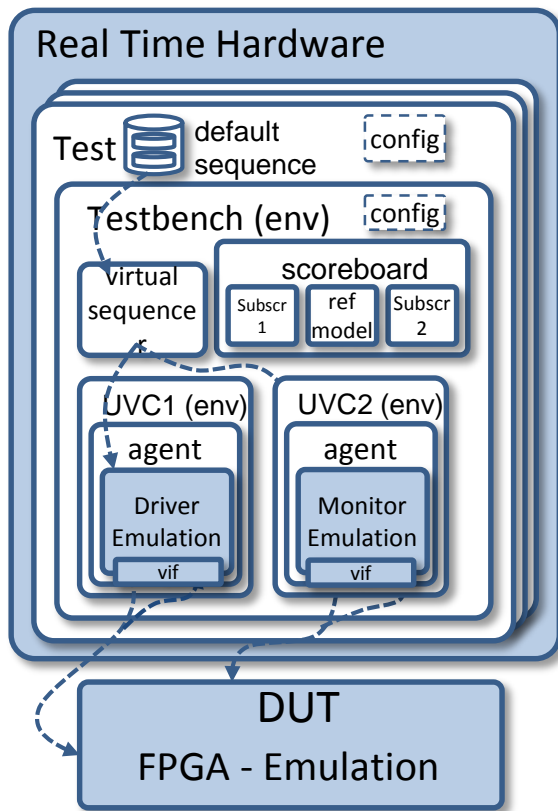 Real Time Hardware
Test
default
sequence
config
Testbench (env)
config
virtual
sequence
r
scoreboard
Subscr
1
ref
model
Subscr
2
UVC1 (env)
agent
Driver
Emulation
vif
UVC2 (env)
agent
Monitor
Emulation
vif
DUT
FPGA - Emulation